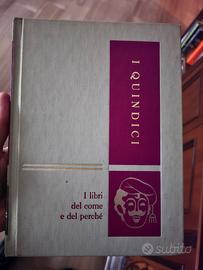 I QUINDICI
I libri
del come
e del perché
subito